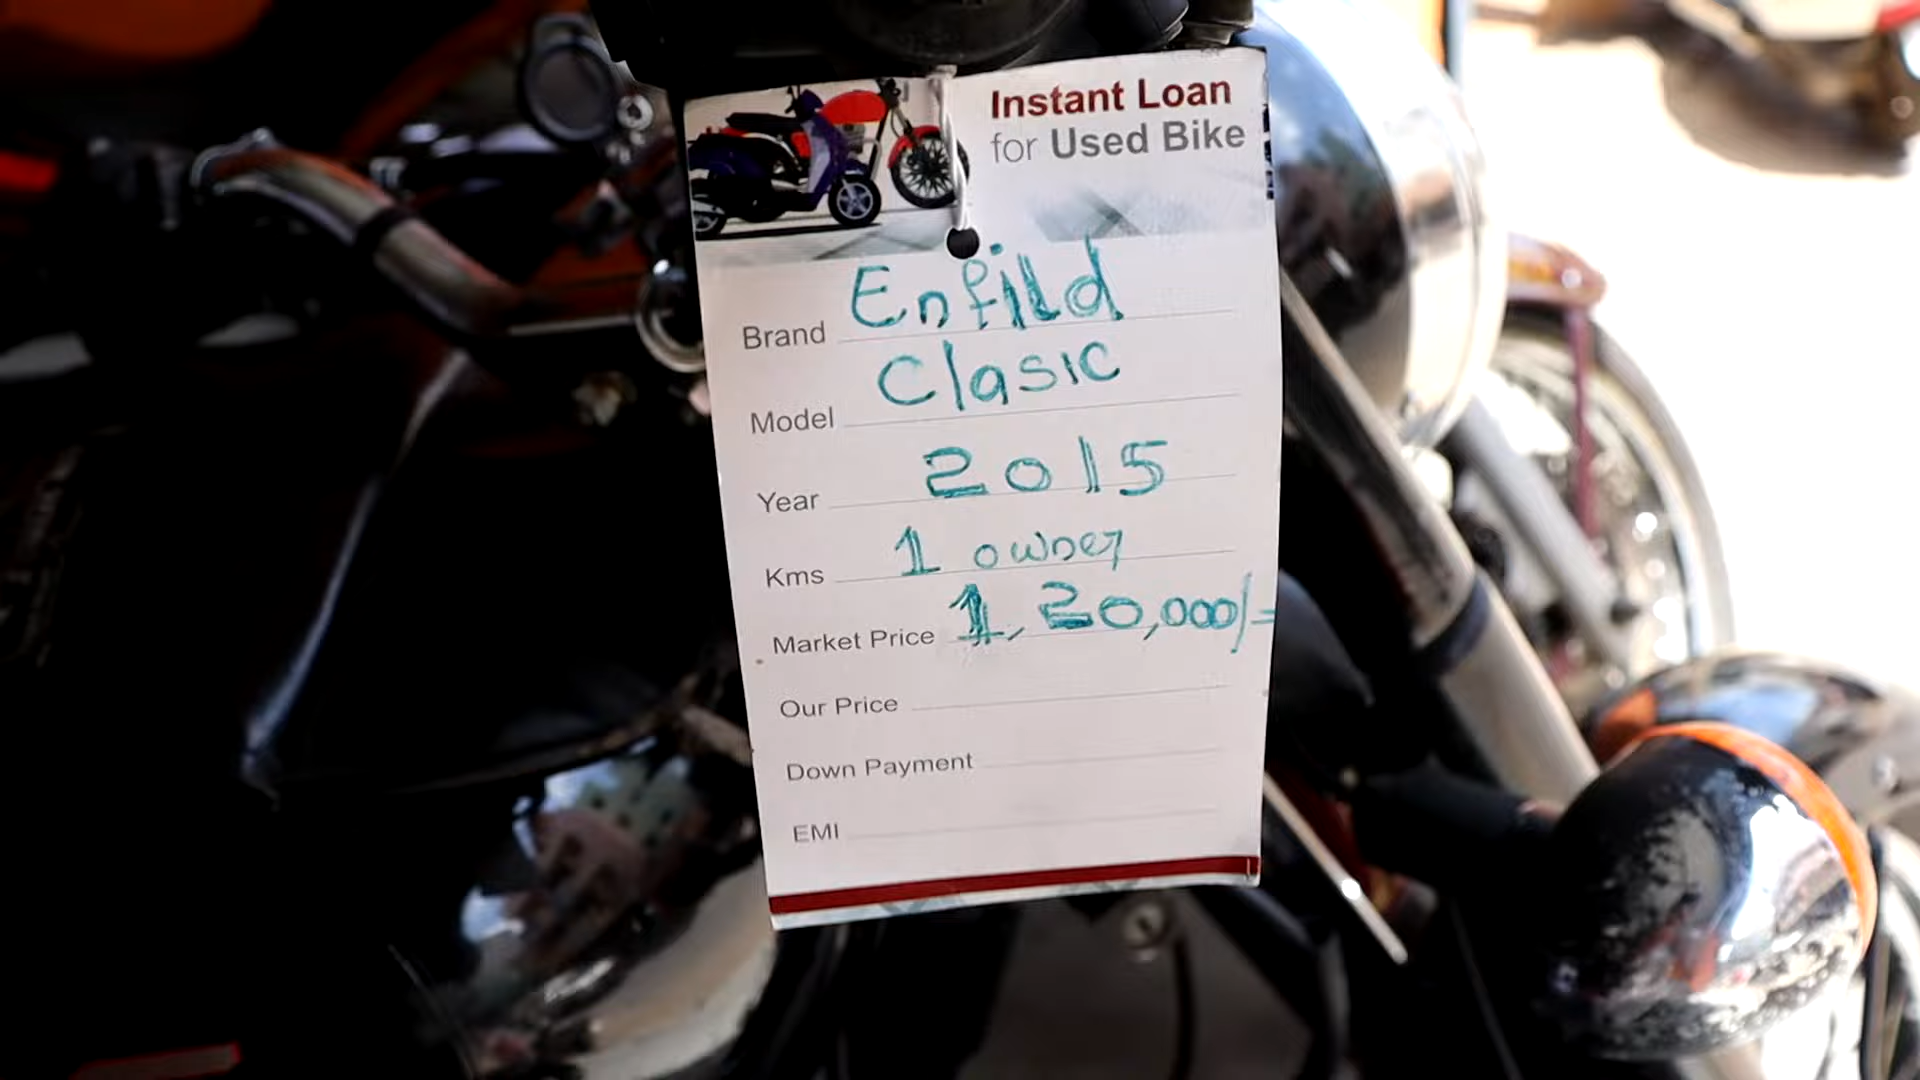 Instant Loan
for Used Bike
Brand Enfild
Model Clasic
Year 2015
Kms 1 owner
Market Price 1,20,000/=
Our Price
Down Payment
EMI